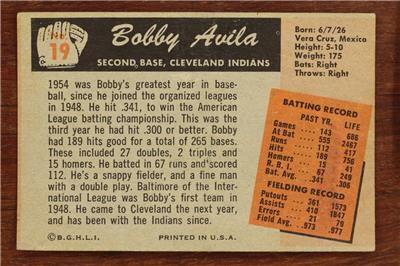 No.
19
Bobby Avila
SECOND BASE, CLEVELAND INDIANS
Born: 6/7/26
Vera Cruz, Mexico
Height: 5-10
Weight: 175
Bats: Right
Throws: Right
1954 was Bobby's greatest year in base-
ball, since he joined the organized leagues
in 1948. He hit .341, to win the American
League batting championship. This was the
third year he had hit .300 or better. Bobby
had 189 hits good for a total of 265 bases.
These included 27 doubles, 2 triples and
15 homers. He batted in 67 runs and scored
112. He's a snappy fielder, and a fine man
with a double play. Baltimore of the Inter-
national League was Bobby's first team in
1948. He came to Cleveland the next year,
and has been with the Indians since.
©B.G.H.L.I. PRINTED IN U.S.A.
BATTING RECORD
PAST YR. LIFE
Games 143 686
At Bat 555 2467
Runs 112 417
Hits 189 756
Homers 15 41
R. B. I. 67 249
Bat. Avg. .341 .306
FIELDING RECORD
Putouts 361 1573
Assists 410 1847
Errors 21 79
Field Avg. .973 .977